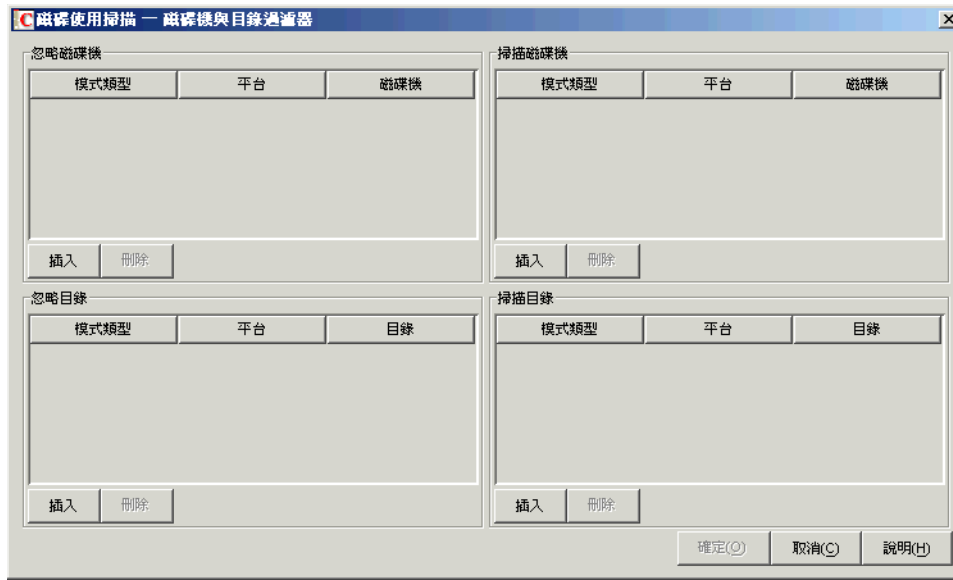 C 磁碟使用掃描 — 磁碟機與目錄過濾器
忽略磁碟機
模式類型 平台 磁碟機
插入 刪除
掃描磁碟機
模式類型 平台 磁碟機
插入 刪除
忽略目錄
模式類型 平台 目錄
插入 刪除
掃描目錄
模式類型 平台 目錄
插入 刪除
確定(O) 取消(C) 說明(H)